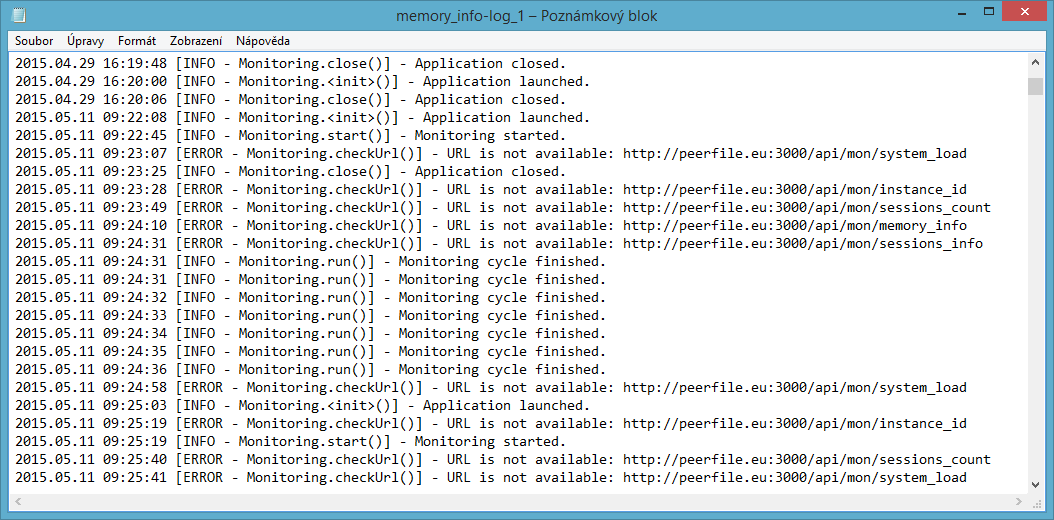 memory_info-log_1 – Poznámkový blok
Soubor Úpravy Formát Zobrazení Nápověda
2015.04.29 16:19:48 [INFO - Monitoring.close()] - Application closed.
2015.04.29 16:20:00 [INFO - Monitoring.<init>()] - Application launched.
2015.04.29 16:20:06 [INFO - Monitoring.close()] - Application closed.
2015.05.11 09:22:08 [INFO - Monitoring.<init>()] - Application launched.
2015.05.11 09:22:45 [INFO - Monitoring.start()] - Monitoring started.
2015.05.11 09:23:07 [ERROR - Monitoring.checkUrl()] - URL is not available: http://peerfile.eu:3000/api/mon/system_load
2015.05.11 09:23:25 [INFO - Monitoring.close()] - Application closed.
2015.05.11 09:23:28 [ERROR - Monitoring.checkUrl()] - URL is not available: http://peerfile.eu:3000/api/mon/instance_id
2015.05.11 09:23:49 [ERROR - Monitoring.checkUrl()] - URL is not available: http://peerfile.eu:3000/api/mon/sessions_count
2015.05.11 09:24:10 [ERROR - Monitoring.checkUrl()] - URL is not available: http://peerfile.eu:3000/api/mon/memory_info
2015.05.11 09:24:31 [ERROR - Monitoring.checkUrl()] - URL is not available: http://peerfile.eu:3000/api/mon/sessions_info
2015.05.11 09:24:31 [INFO - Monitoring.run()] - Monitoring cycle finished.
2015.05.11 09:24:31 [INFO - Monitoring.run()] - Monitoring cycle finished.
2015.05.11 09:24:32 [INFO - Monitoring.run()] - Monitoring cycle finished.
2015.05.11 09:24:33 [INFO - Monitoring.run()] - Monitoring cycle finished.
2015.05.11 09:24:34 [INFO - Monitoring.run()] - Monitoring cycle finished.
2015.05.11 09:24:35 [INFO - Monitoring.run()] - Monitoring cycle finished.
2015.05.11 09:24:36 [INFO - Monitoring.run()] - Monitoring cycle finished.
2015.05.11 09:24:58 [ERROR - Monitoring.checkUrl()] - URL is not available: http://peerfile.eu:3000/api/mon/system_load
2015.05.11 09:25:03 [INFO - Monitoring.<init>()] - Application launched.
2015.05.11 09:25:19 [ERROR - Monitoring.checkUrl()] - URL is not available: http://peerfile.eu:3000/api/mon/instance_id
2015.05.11 09:25:19 [INFO - Monitoring.start()] - Monitoring started.
2015.05.11 09:25:40 [ERROR - Monitoring.checkUrl()] - URL is not available: http://peerfile.eu:3000/api/mon/sessions_count
2015.05.11 09:25:41 [ERROR - Monitoring.checkUrl()] - URL is not available: http://peerfile.eu:3000/api/mon/system_load